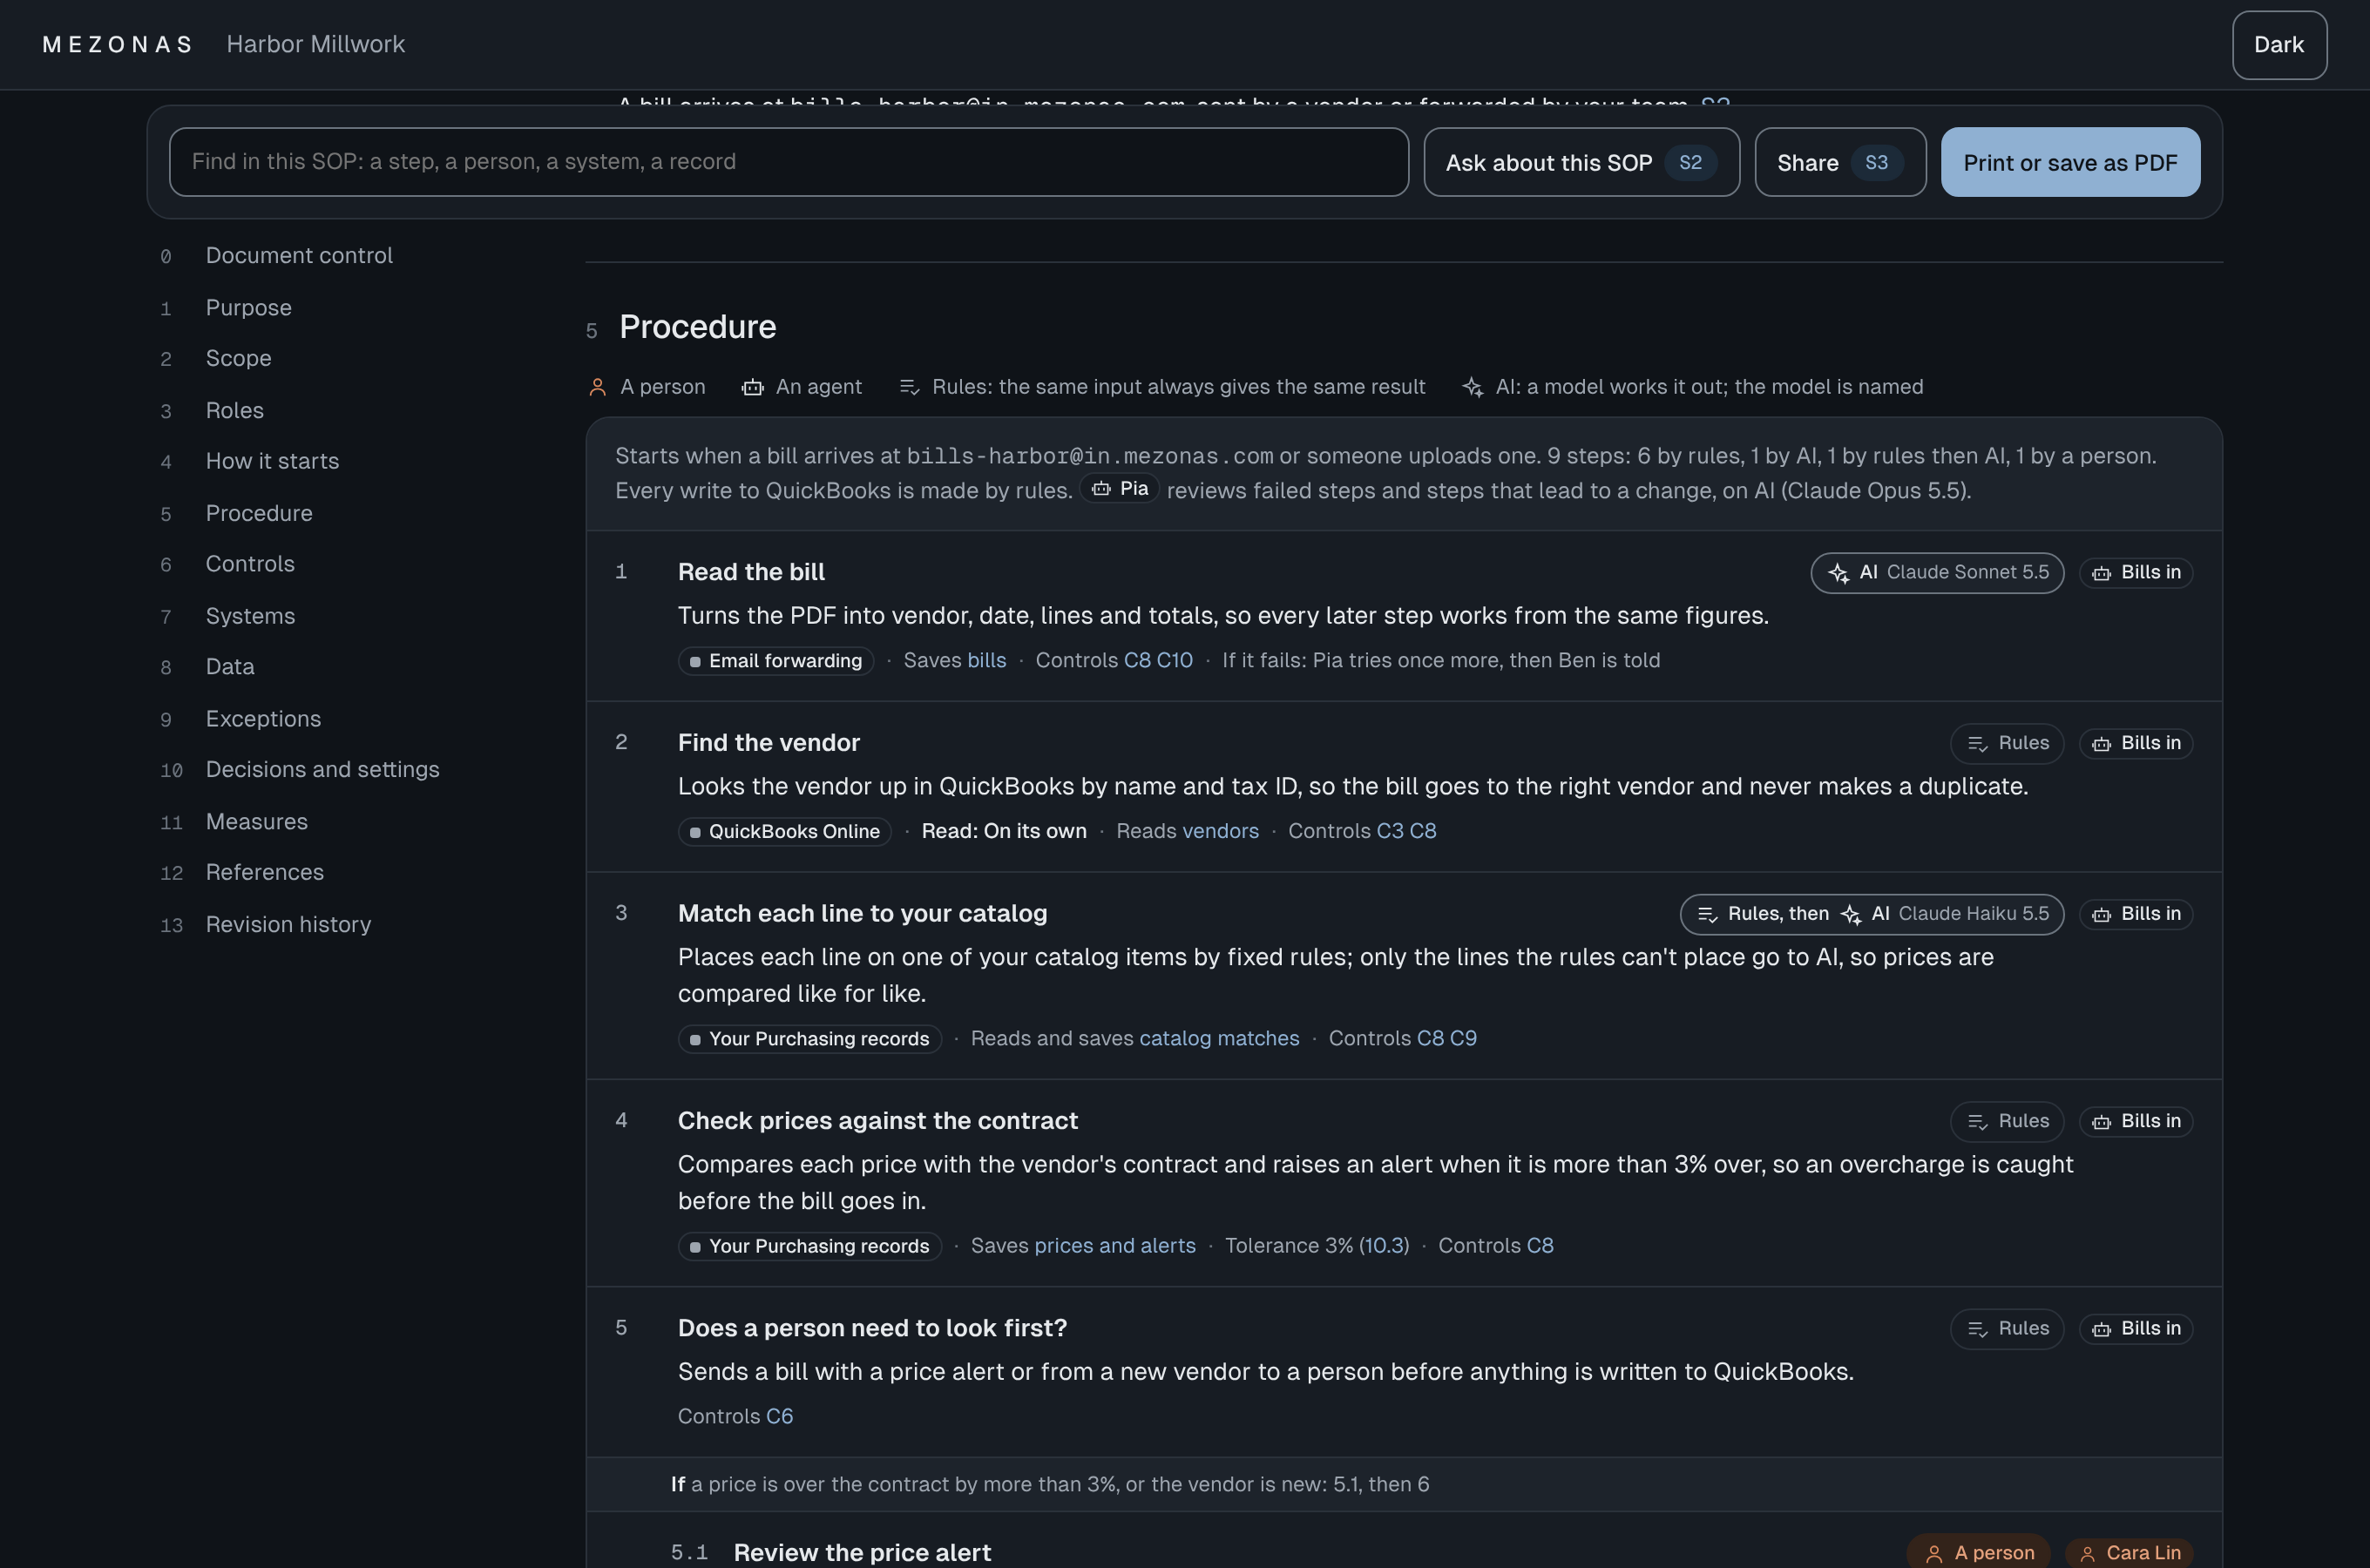 MEZONAS Harbor Millwork Dark
A bill arrives at bills-harbor@in.mezonas.com sent by a vendor or forwarded by your team.
Find in this SOP: a step, a person, a system, a record
Ask about this SOP S2
Share S3
Print or save as PDF
0 Document control
1 Purpose
2 Scope
3 Roles
4 How it starts
5 Procedure
6 Controls
7 Systems
8 Data
9 Exceptions
10 Decisions and settings
11 Measures
12 References
13 Revision history
5 Procedure
A person An agent Rules: the same input always gives the same result AI: a model works it out; the model is named
Starts when a bill arrives at bills-harbor@in.mezonas.com or someone uploads one. 9 steps: 6 by rules, 1 by AI, 1 by rules then AI, 1 by a person.
Every write to QuickBooks is made by rules. Pia reviews failed steps and steps that lead to a change, on AI (Claude Opus 5.5).
1 Read the bill AI Claude Sonnet 5.5 Bills in
Turns the PDF into vendor, date, lines and totals, so every later step works from the same figures.
Email forwarding · Saves bills · Controls C8 C10 · If it fails: Pia tries once more, then Ben is told
2 Find the vendor Rules Bills in
Looks the vendor up in QuickBooks by name and tax ID, so the bill goes to the right vendor and never makes a duplicate.
QuickBooks Online · Read: On its own · Reads vendors · Controls C3 C8
3 Match each line to your catalog Rules, then AI Claude Haiku 5.5 Bills in
Places each line on one of your catalog items by fixed rules; only the lines the rules can't place go to AI, so prices are
compared like for like.
Your Purchasing records · Reads and saves catalog matches · Controls C8 C9
4 Check prices against the contract Rules Bills in
Compares each price with the vendor's contract and raises an alert when it is more than 3% over, so an overcharge is caught
before the bill goes in.
Your Purchasing records · Saves prices and alerts · Tolerance 3% (10.3) · Controls C8
5 Does a person need to look first? Rules Bills in
Sends a bill with a price alert or from a new vendor to a person before anything is written to QuickBooks.
Controls C6
If a price is over the contract by more than 3%, or the vendor is new: 5.1, then 6
5.1 Review the price alert A person Cara Lin